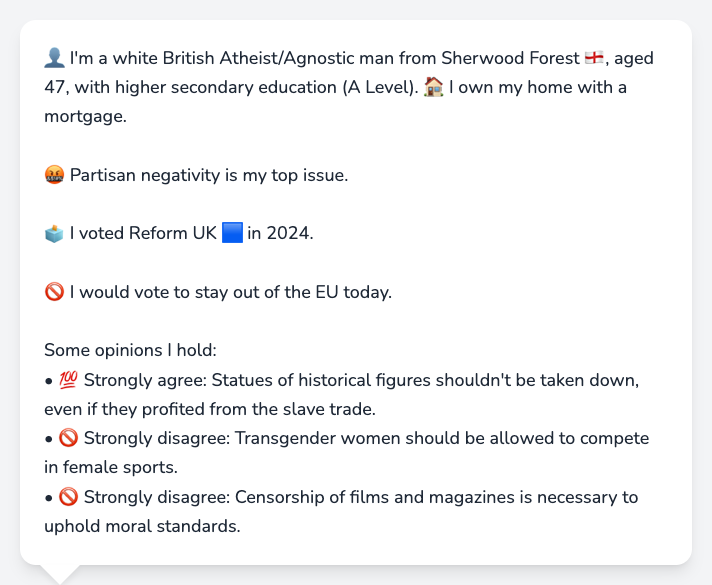 👤 I'm a white British Atheist/Agnostic man from Sherwood Forest 🏴󠁧󠁢󠁥󠁮󠁧󠁿, aged
47, with higher secondary education (A Level). 🏠 I own my home with a
mortgage.
🤬 Partisan negativity is my top issue.
🗳️ I voted Reform UK 🟦 in 2024.
🚫 I would vote to stay out of the EU today.
Some opinions I hold:
• 💯 Strongly agree: Statues of historical figures shouldn't be taken down,
even if they profited from the slave trade.
• 🚫 Strongly disagree: Transgender women should be allowed to compete
in female sports.
• 🚫 Strongly disagree: Censorship of films and magazines is necessary to
uphold moral standards.